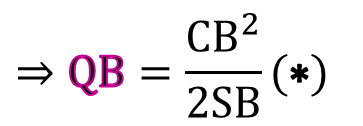 ⇒ QB = CB²/2SB (*)